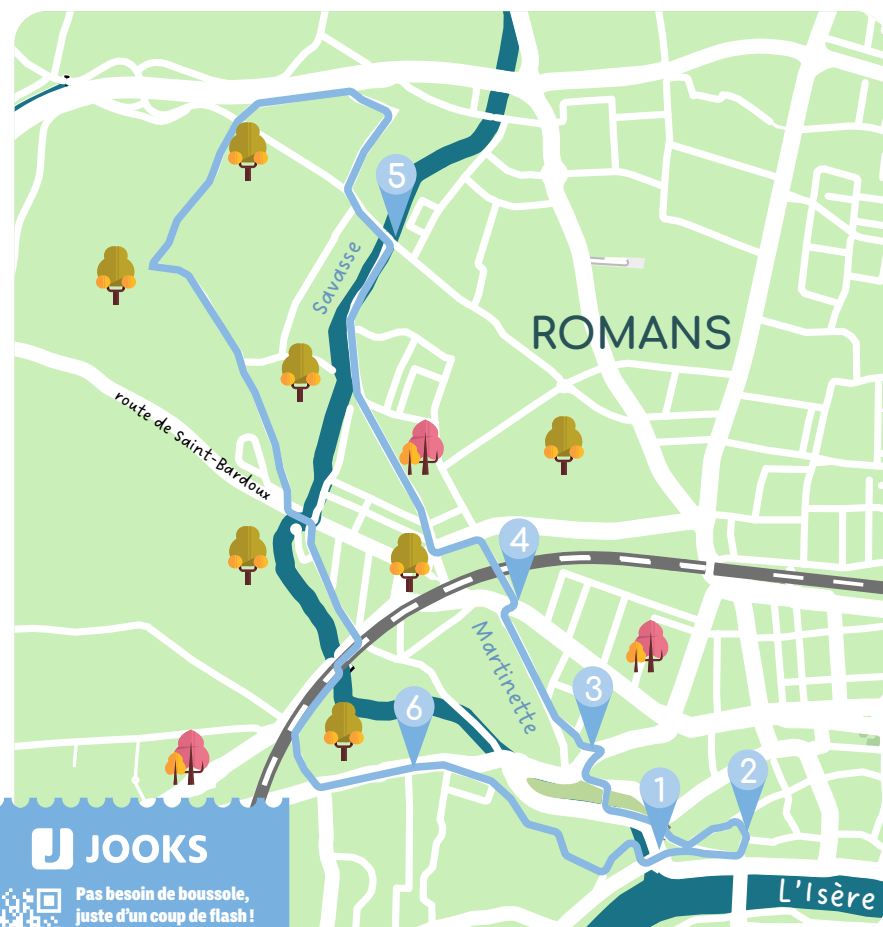 5
Savasse
ROMANS
route de Saint-Bardoux
4
Martinette
3
6
2
1
JOOKS
Pas besoin de boussole,
juste d'un coup de flash !
L'Isère